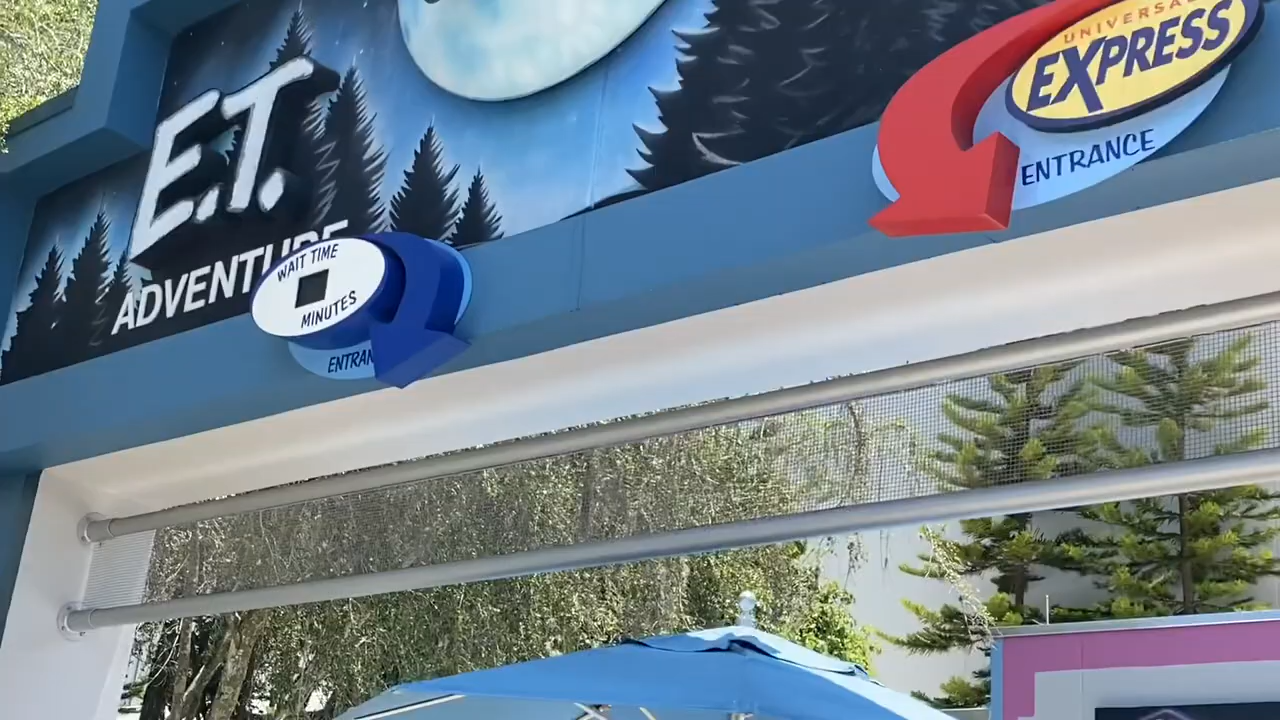 E.T.
ADVENTURE
WAIT TIME
MINUTES
UNIVERSAL
EXPRESS
ENTRANCE